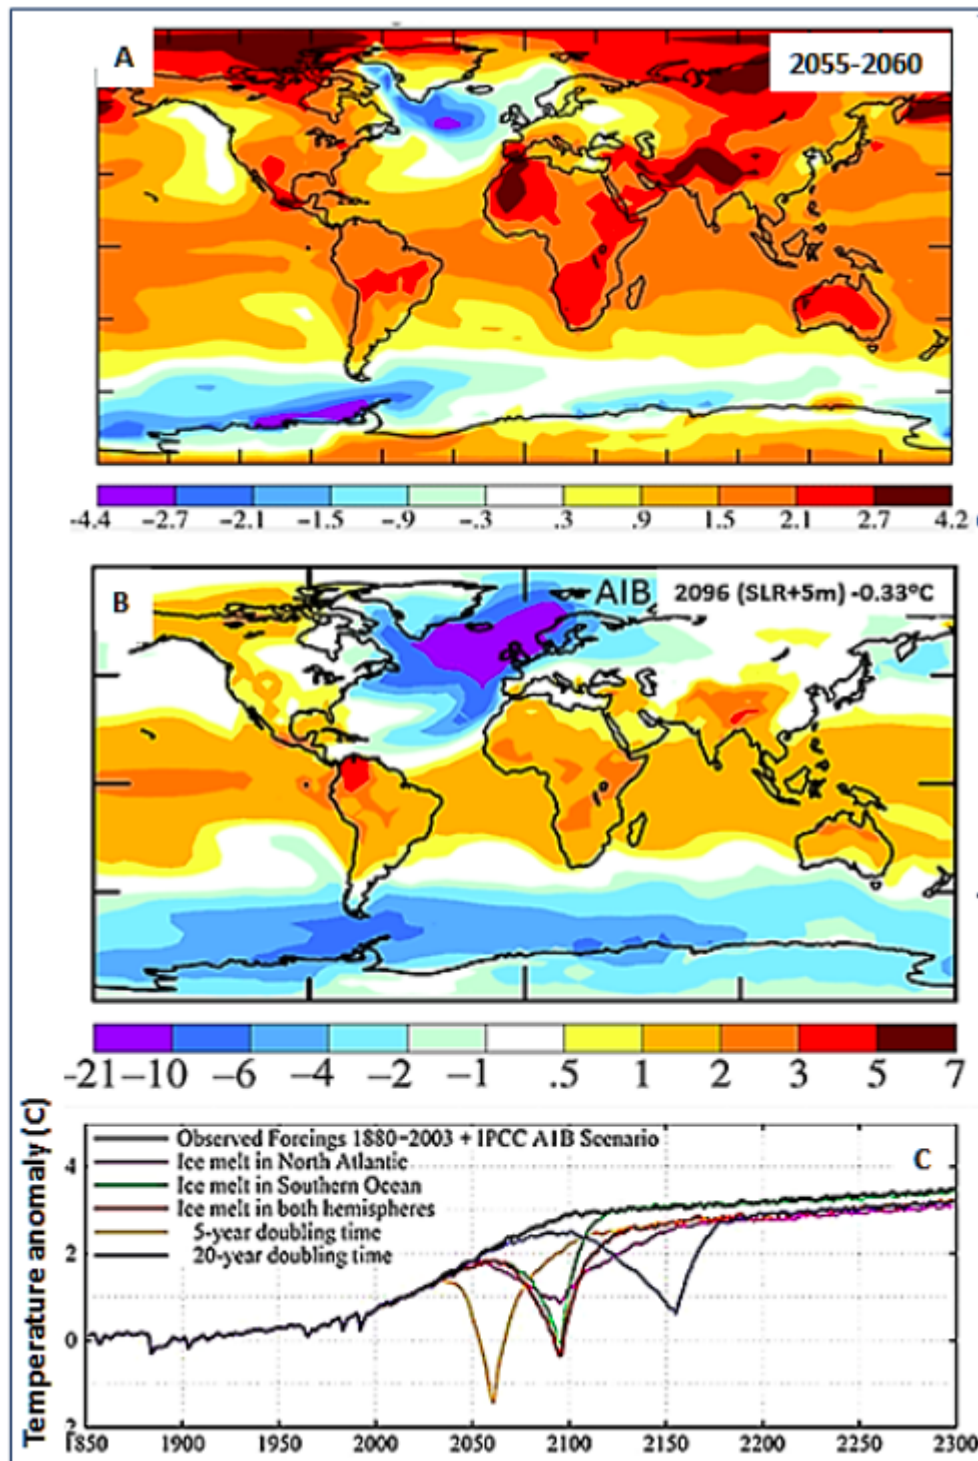 A
2055-2060
-4.4 −2.7 −2.1 −1.5 −.9 −.3 .3 .9 1.5 2.1 2.7 4.2
B
AIB 2096 (SLR+5m) -0.33°C
-21 −10 −6 −4 −2 −1 .5 1 2 3 5 7
Temperature anomaly (C)
C
Observed Forcings 1880−2003 + IPCC A1B Scenario
Ice melt in North Atlantic
Ice melt in Southern Ocean
Ice melt in both hemispheres
5-year doubling time
20-year doubling time
4
2
0
2
1850 1900 1950 2000 2050 2100 2150 2200 2250 2300